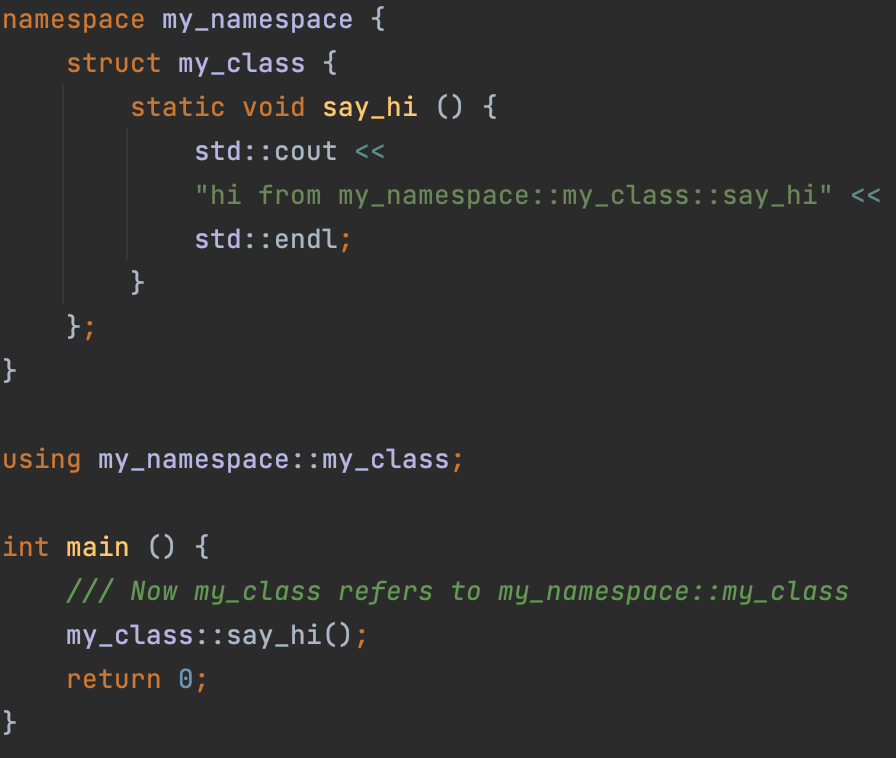 namespace my_namespace {
    struct my_class {
        static void say_hi () {
            std::cout <<
            "hi from my_namespace::my_class::say_hi" <<
            std::endl;
        }
    };
}

using my_namespace::my_class;

int main () {
    /// Now my_class refers to my_namespace::my_class
    my_class::say_hi();
    return 0;
}